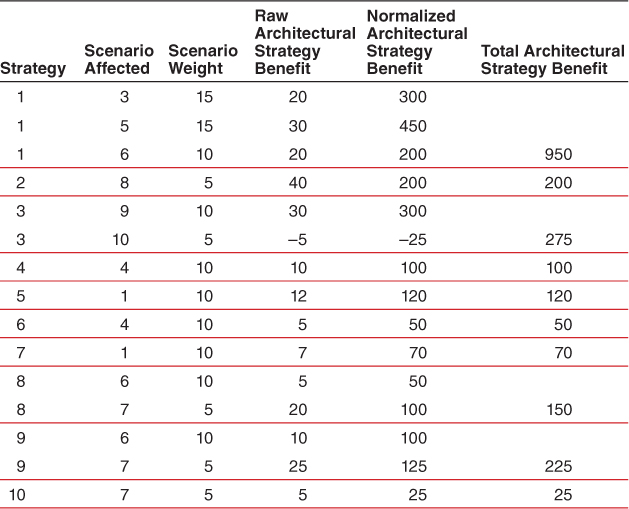 Raw Normalized
Architectural Architectural
Scenario Scenario Strategy Strategy Total Architectural
Strategy Affected Weight Benefit Benefit Strategy Benefit
1 3 15 20 300
1 5 15 30 450
1 6 10 20 200 950
2 8 5 40 200 200
3 9 10 30 300
3 10 5 –5 –25 275
4 4 10 10 100 100
5 1 10 12 120 120
6 4 10 5 50 50
7 1 10 7 70 70
8 6 10 5 50
8 7 5 20 100 150
9 6 10 10 100
9 7 5 25 125 225
10 7 5 5 25 25